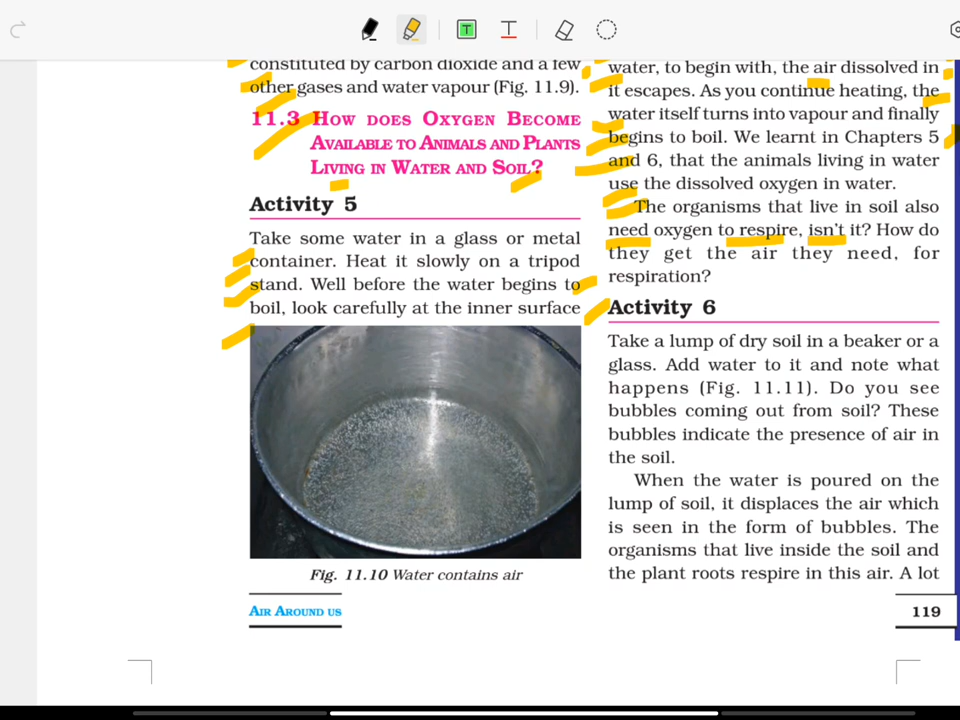 constituted by carbon dioxide and a few
other gases and water vapour (Fig. 11.9).
11.3 How does Oxygen Become
Available to Animals and Plants
Living in Water and Soil?
Activity 5
Take some water in a glass or metal
container. Heat it slowly on a tripod
stand. Well before the water begins to
boil, look carefully at the inner surface
Fig. 11.10 Water contains air
Air Around us
water, to begin with, the air dissolved in
it escapes. As you continue heating, the
water itself turns into vapour and finally
begins to boil. We learnt in Chapters 5
and 6, that the animals living in water
use the dissolved oxygen in water.
The organisms that live in soil also
need oxygen to respire, isn't it? How do
they get the air they need, for
respiration?
Activity 6
Take a lump of dry soil in a beaker or a
glass. Add water to it and note what
happens (Fig. 11.11). Do you see
bubbles coming out from soil? These
bubbles indicate the presence of air in
the soil.
When the water is poured on the
lump of soil, it displaces the air which
is seen in the form of bubbles. The
organisms that live inside the soil and
the plant roots respire in this air. A lot
119
T
T